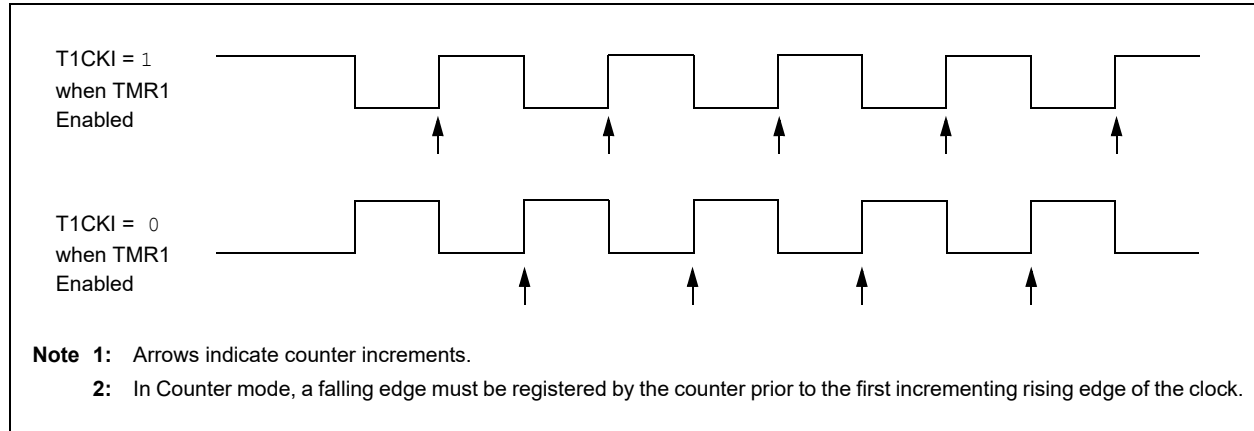 T1CKI = 1
when TMR1
Enabled
T1CKI = 0
when TMR1
Enabled
Note 1: Arrows indicate counter increments.
2: In Counter mode, a falling edge must be registered by the counter prior to the first incrementing rising edge of the clock.